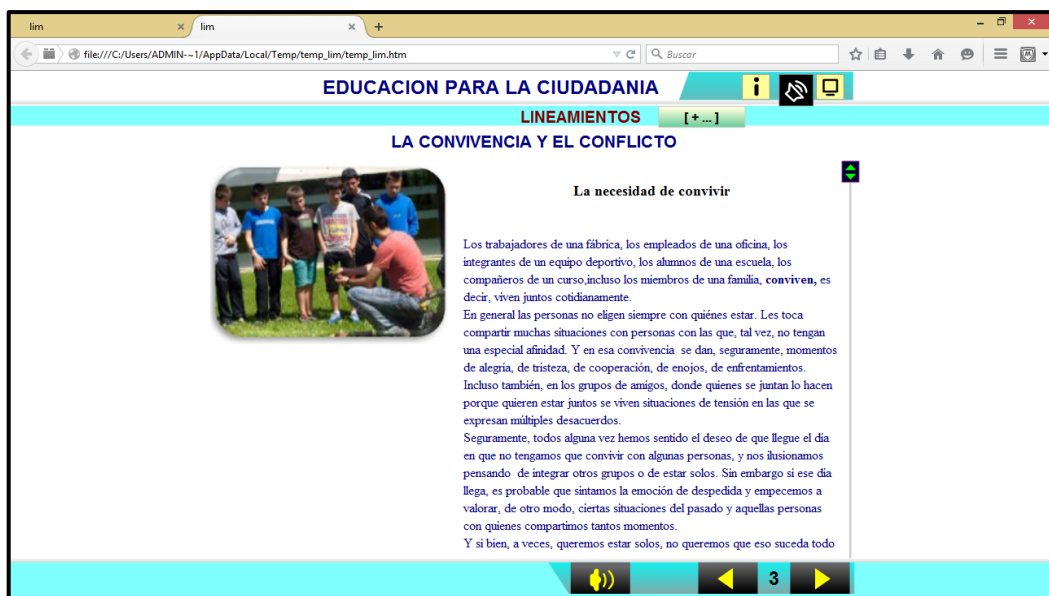 lim
lim
file:///C:/Users/ADMIN-~1/AppData/Local/Temp/temp_lim/temp_lim.htm
Buscar
EDUCACION PARA LA CIUDADANIA
LINEAMIENTOS [ + ... ]
LA CONVIVENCIA Y EL CONFLICTO
La necesidad de convivir
Los trabajadores de una fábrica, los empleados de una oficina, los
integrantes de un equipo deportivo, los alumnos de una escuela, los
compañeros de un curso,incluso los miembros de una familia, conviven, es
decir, viven juntos cotidianamente.
En general las personas no eligen siempre con quiénes estar. Les toca
compartir muchas situaciones con personas con las que, tal vez, no tengan
una especial afinidad. Y en esa convivencia se dan, seguramente, momentos
de alegria, de tristeza, de cooperación, de enojos, de enfrentamientos.
Incluso también, en los grupos de amigos, donde quienes se juntan lo hacen
porque quieren estar juntos se viven situaciones de tensión en las que se
expresan múltiples desacuerdos.
Seguramente, todos alguna vez hemos sentido el deseo de que llegue el día
en que no tengamos que convivir con algunas personas, y nos ilusionamos
pensando de integrar otros grupos o de estar solos. Sin embargo si ese día
llega, es probable que sintamos la emoción de despedida y empecemos a
valorar, de otro modo, ciertas situaciones del pasado y aquellas personas
con quienes compartimos tantos momentos.
Y si bien, a veces, queremos estar solos, no queremos que eso suceda todo
3